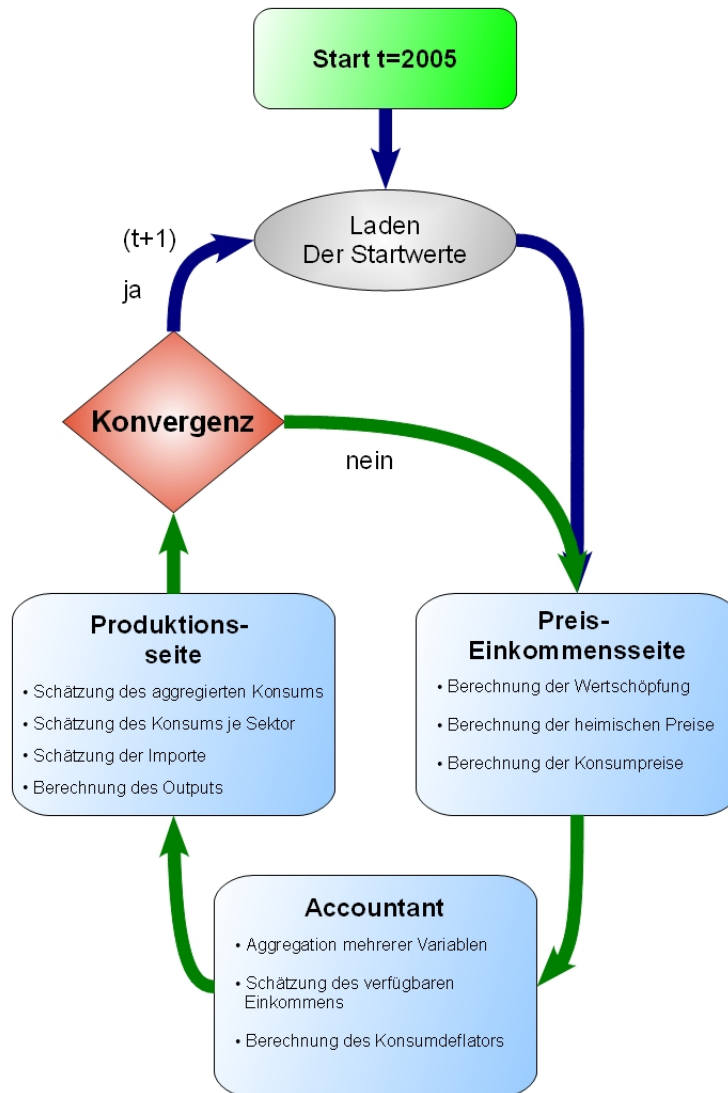 Start t=2005
Laden
Der Startwerte
(t+1)
ja
Konvergenz
nein
Produktions-
seite
• Schätzung des aggregierten Konsums
• Schätzung des Konsums je Sektor
• Schätzung der Importe
• Berechnung des Outputs
Preis-
Einkommensseite
• Berechnung der Wertschöpfung
• Berechnung der heimischen Preise
• Berechnung der Konsumpreise
Accountant
• Aggregation mehrerer Variablen
• Schätzung des verfügbaren
Einkommens
• Berechnung des Konsumdeflators